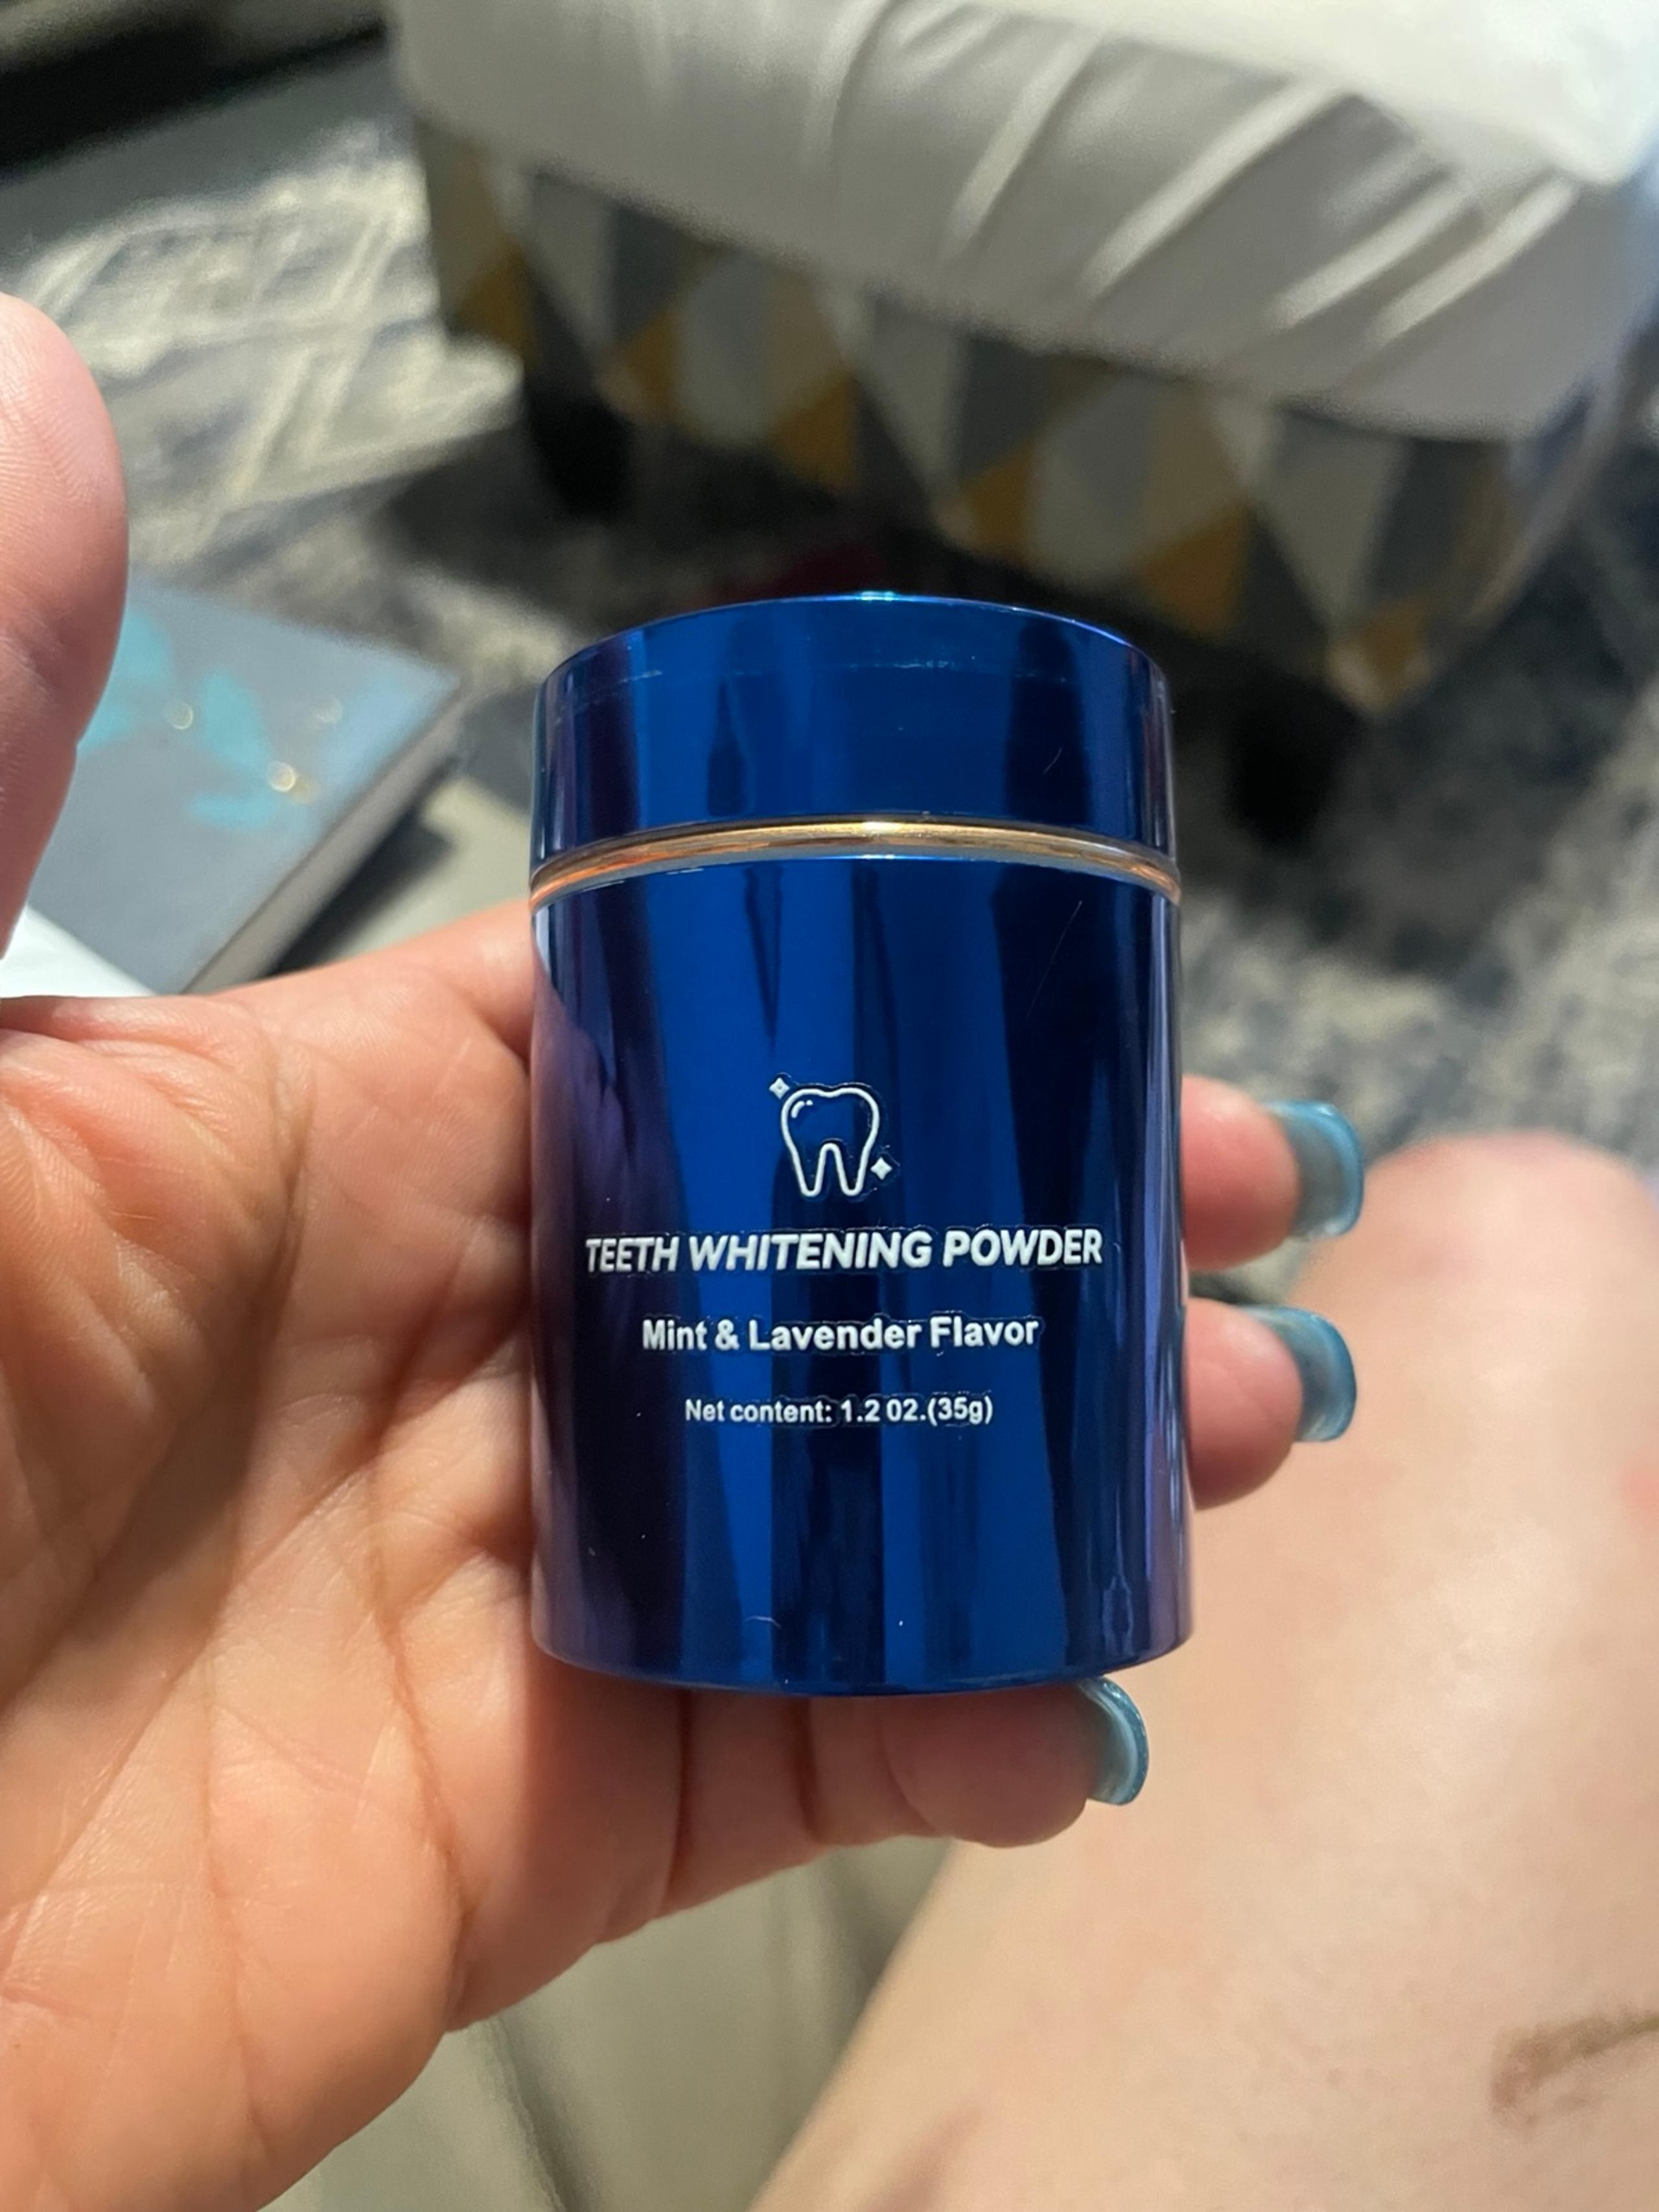 TEETH WHITENING POWDER
Mint & Lavender Flavor
Net content: 1.2 02.(35g)